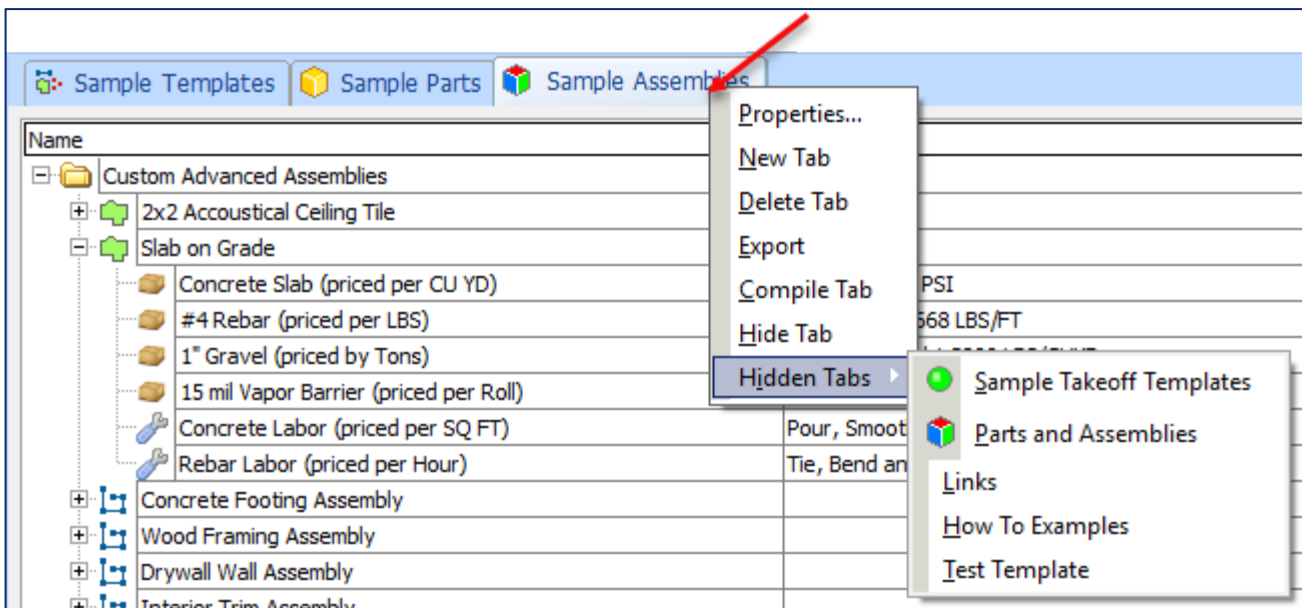 Sample Templates Sample Parts Sample Assemblies
Name
Custom Advanced Assemblies
2x2 Accoustical Ceiling Tile
Slab on Grade
Concrete Slab (priced per CU YD) PSI
#4 Rebar (priced per LBS) 668 LBS/FT
1" Gravel (priced by Tons)
15 mil Vapor Barrier (priced per Roll)
Concrete Labor (priced per SQ FT) Pour, Smoot
Rebar Labor (priced per Hour) Tie, Bend an
Concrete Footing Assembly
Wood Framing Assembly
Drywall Wall Assembly
Interior Trim Assembly
Properties...
New Tab
Delete Tab
Export
Compile Tab
Hide Tab
Hidden Tabs
Sample Takeoff Templates
Parts and Assemblies
Links
How To Examples
Test Template